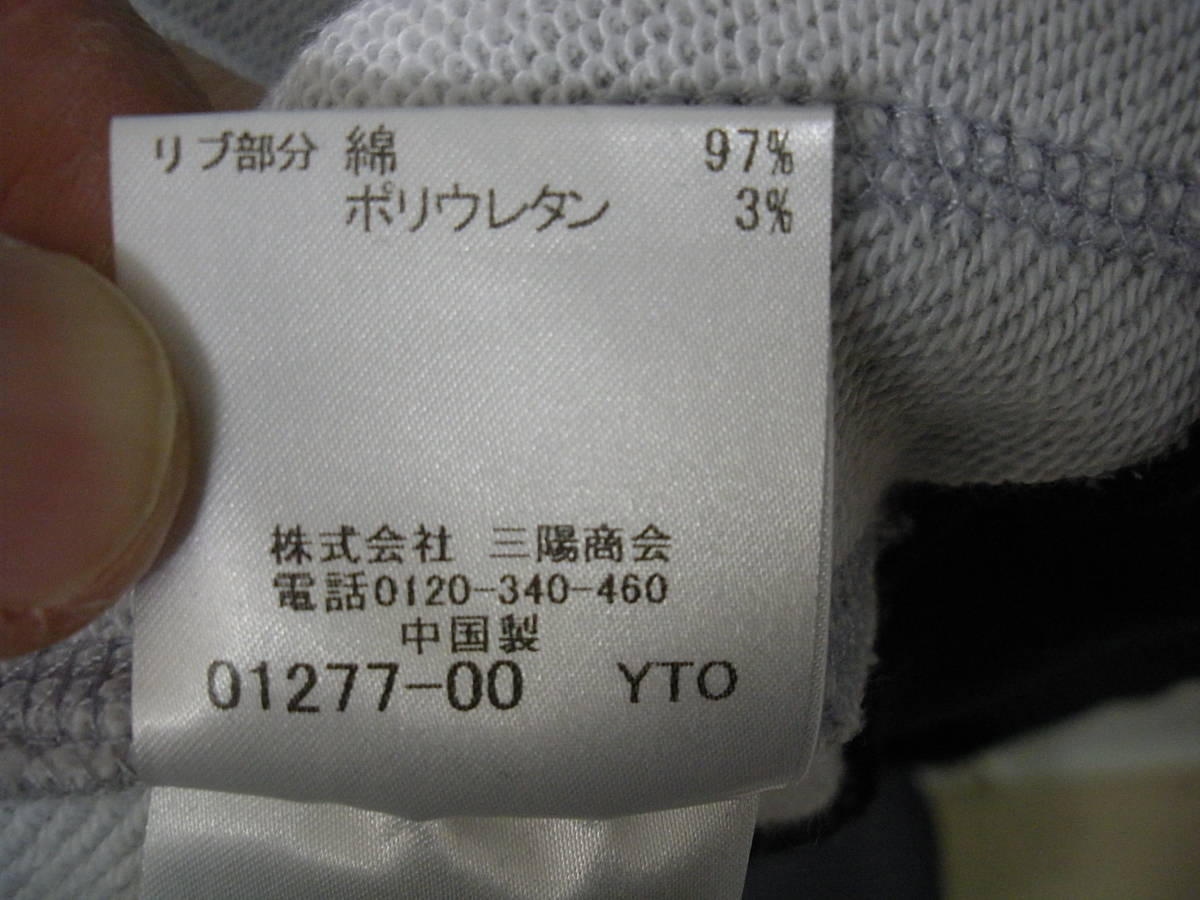 リブ部分 綿 97%
ポリウレタン 3%
株式会社 三陽商会
電話0120-340-460
中国製
01277-00 YTO